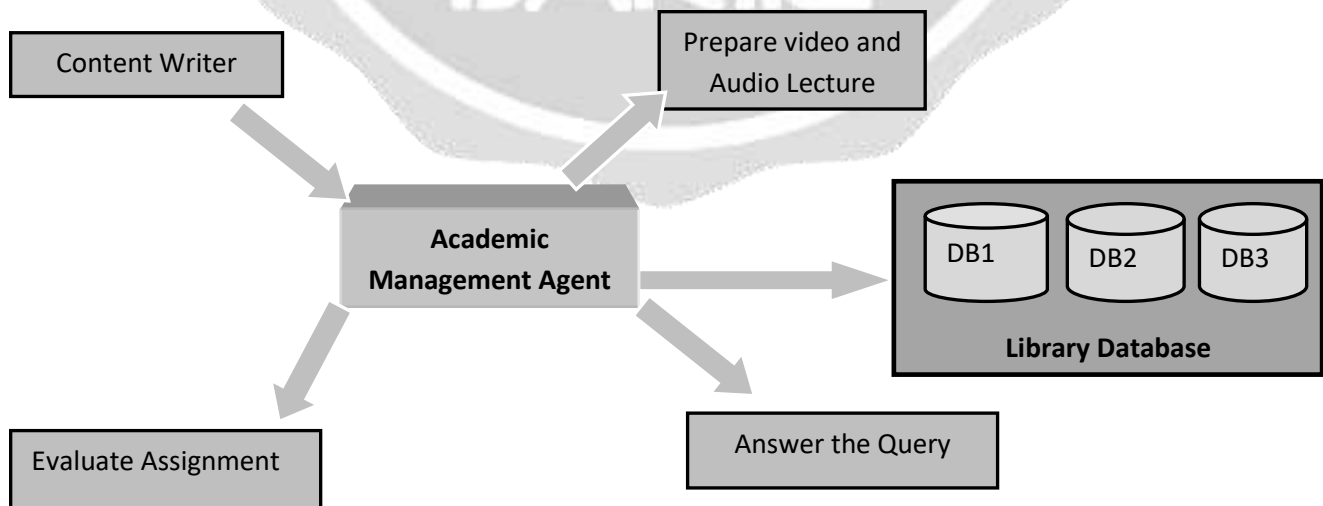 Content Writer
Prepare video and
Audio Lecture
Academic
Management Agent
DB1
DB2
DB3
Library Database
Evaluate Assignment
Answer the Query